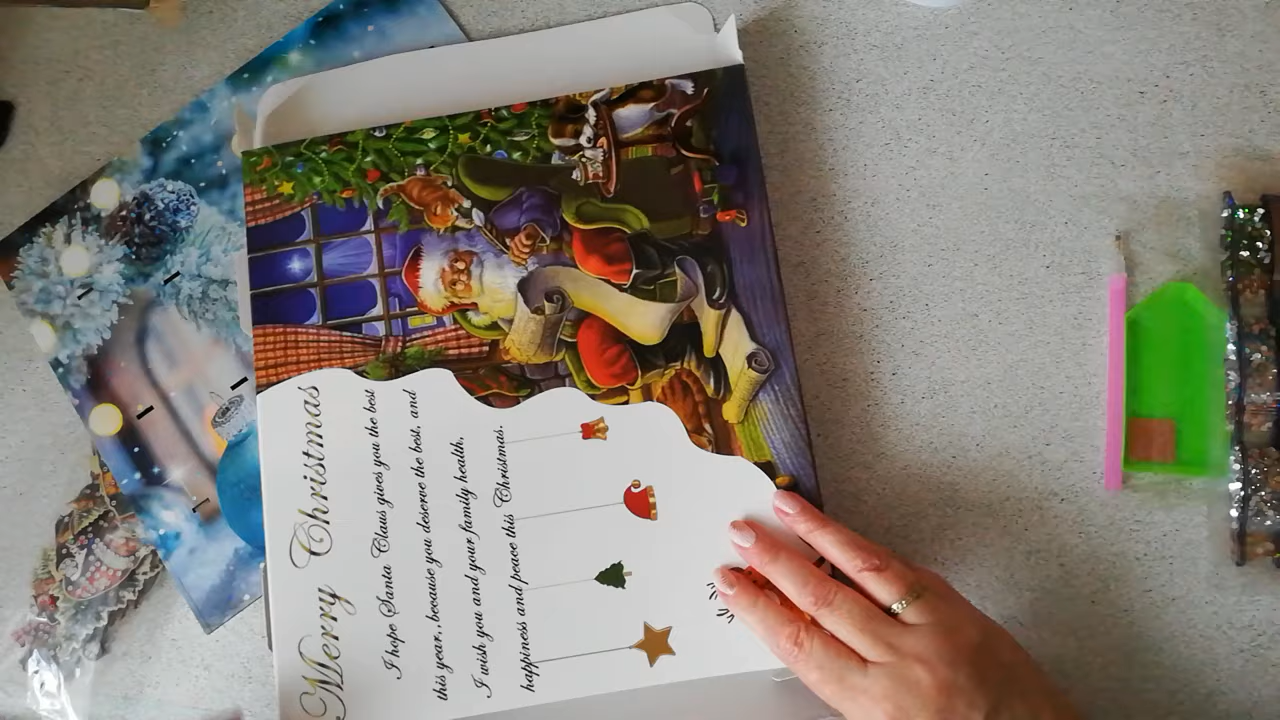 Merry Christmas
I hope Santa Claus gives you the best
this year, because you deserve the best, and
I wish you and your family health,
happiness and peace this Christmas.